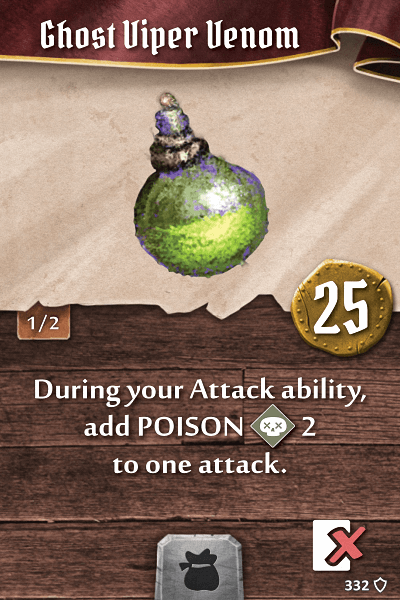 Ghost Viper Venom
1/2
25
During your Attack ability,
add POISON 2
to one attack.
332